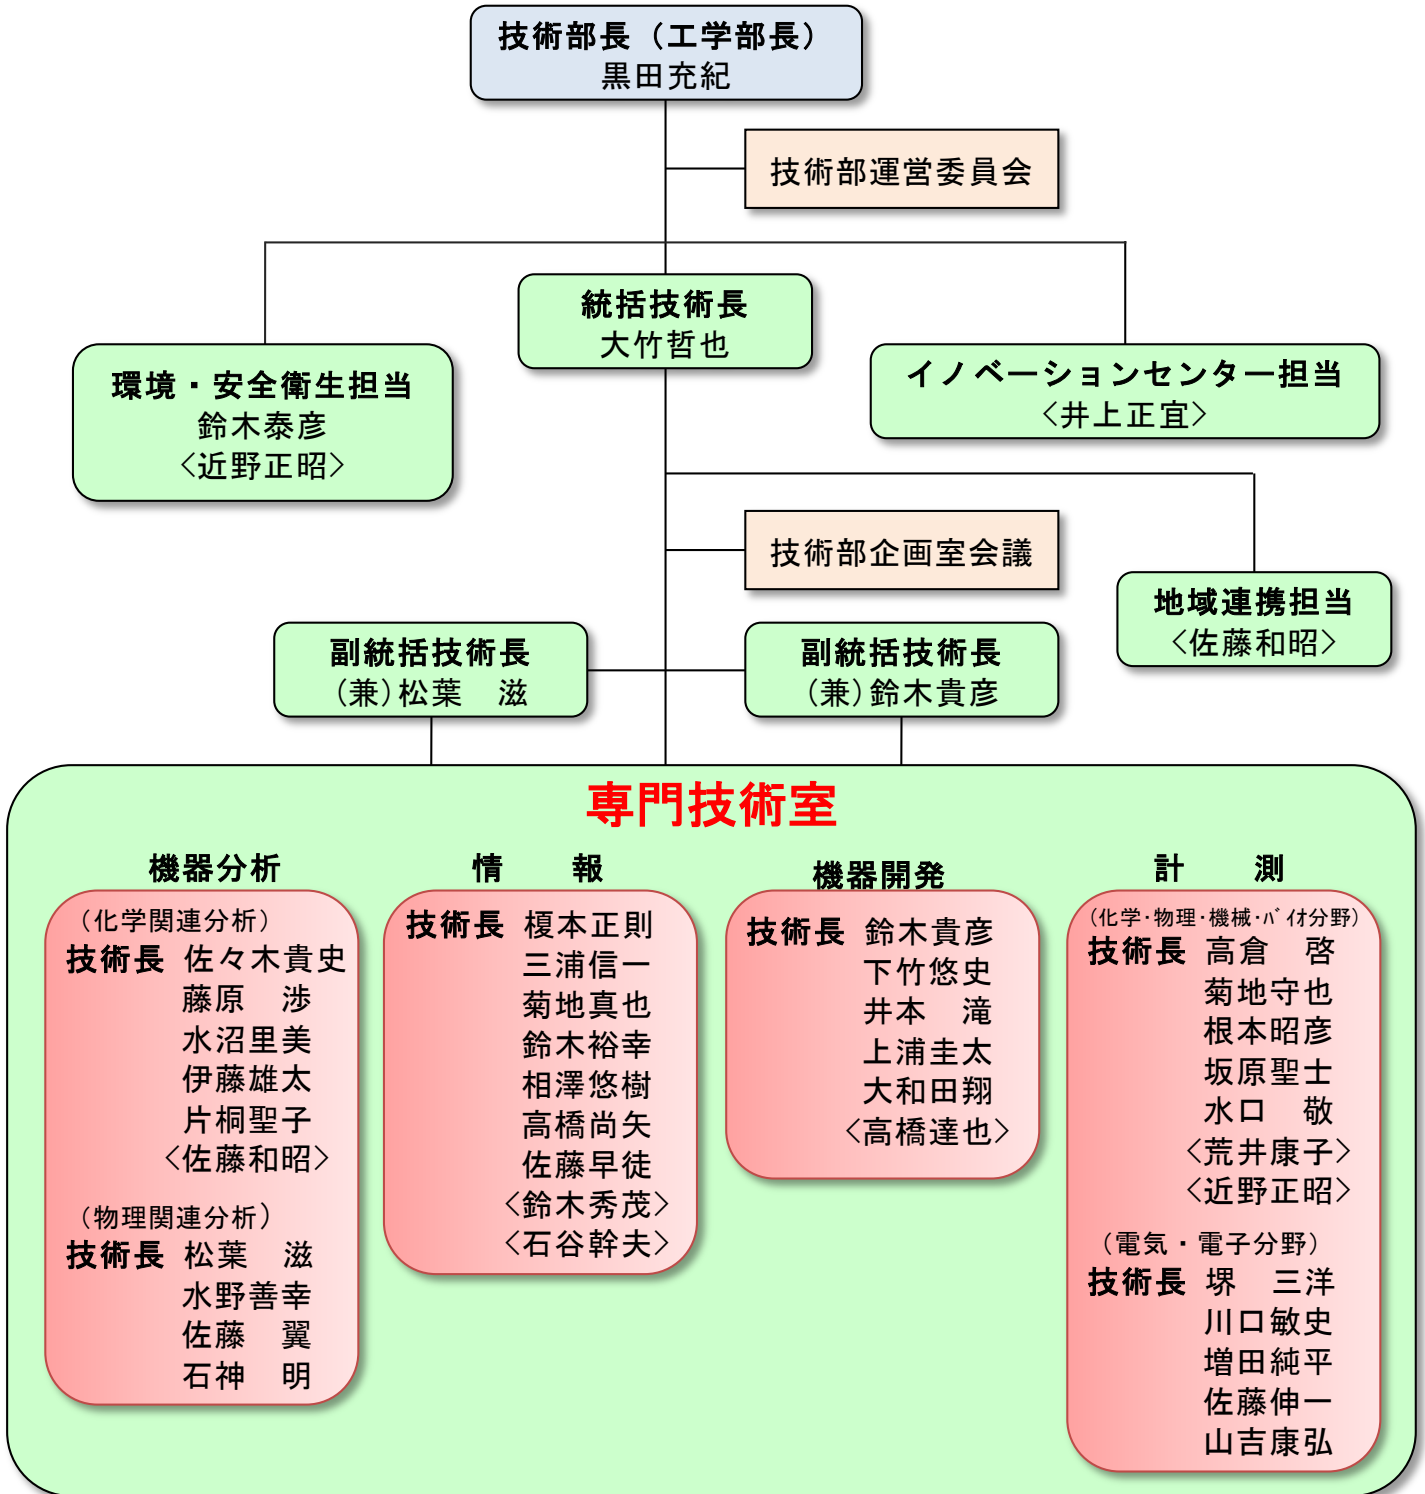 技術部長（工学部長）
黒田充紀
技術部運営委員会
統括技術長
大竹哲也
環境・安全衛生担当
鈴木泰彦
<近野正昭>
イノベーションセンター担当
<井上正宜>
技術部企画室会議
地域連携担当
<佐藤和昭>
副統括技術長
(兼)松葉　滋
副統括技術長
(兼)鈴木貴彦
専門技術室
機器分析
（化学関連分析）
技術長 佐々木貴史
藤原　渉
水沼里美
伊藤雄太
片桐聖子
<佐藤和昭>
（物理関連分析）
技術長 松葉　滋
水野善幸
佐藤　翼
石神　明
情　報
技術長 榎本正則
三浦信一
菊地真也
鈴木裕幸
相澤悠樹
高橋尚矢
佐藤早徒
<鈴木秀茂>
<石谷幹夫>
機器開発
技術長 鈴木貴彦
下竹悠史
井本　滝
上浦圭太
大和田翔
<高橋達也>
計　測
（化学・物理・機械・ﾊﾞｲｵ分野）
技術長 高倉　啓
菊地守也
根本昭彦
坂原聖士
水口　敬
<荒井康子>
<近野正昭>
（電気・電子分野）
技術長 堺　三洋
川口敏史
増田純平
佐藤伸一
山吉康弘